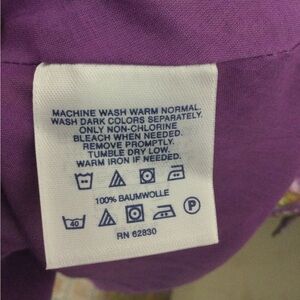 MACHINE WASH WARM NORMAL.
WASH DARK COLORS SEPARATELY.
ONLY NON-CHLORINE
BLEACH WHEN NEEDED.
REMOVE PROMPTLY.
TUMBLE DRY LOW.
WARM IRON IF NEEDED.
100% BAUMWOLLE
40 P
RN 62830